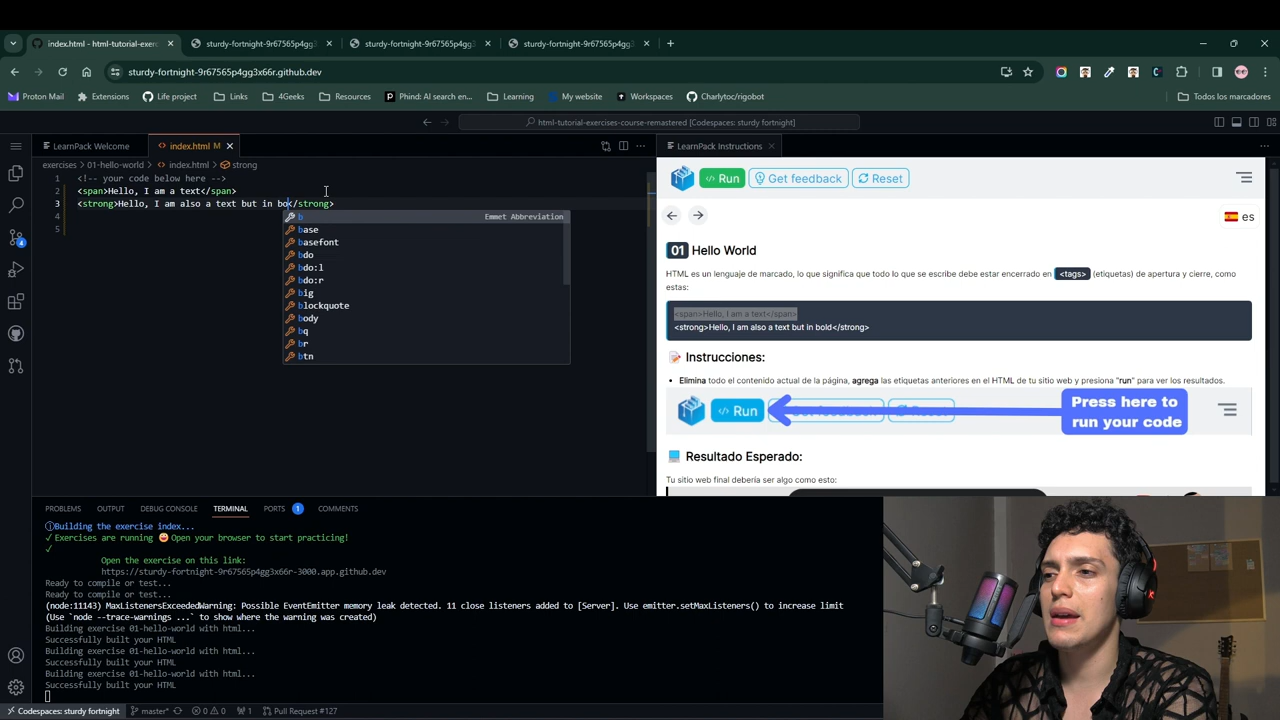 index.html - html-tutorial-exerc
sturdy-fortnight-9r67565p4gg3
sturdy-fortnight-9r67565p4gg3
sturdy-fortnight-9r67565p4gg3
sturdy-fortnight-9r67565p4gg3x66r.github.dev
Proton Mail
Extensions
Life project
Links
4Geeks
Resources
Phind: AI search en...
Learning
My website
Workspaces
Charlytoc/rigobot
Todos los marcadores
html-tutorial-exercises-course-remastered [Codespaces: sturdy fortnight]
LearnPack Welcome
index.html M
exercises > 01-hello-world > index.html > strong
1 <!-- your code below here -->
2 <span>Hello, I am a text</span>
3 <strong>Hello, I am also a text but in bo</strong>
4
5
b
Emmet Abbreviation
base
basefont
bdo
bdo:l
bdo:r
big
blockquote
body
bq
br
btn
LearnPack Instructions
Run
Get feedback
Reset
es
01 Hello World
HTML es un lenguaje de marcado, lo que significa que todo lo que se escribe debe estar encerrado en <tags> (etiquetas) de apertura y cierre, como
estas:
<span>Hello, I am a text</span>
<strong>Hello, I am also a text but in bold</strong>
Instrucciones:
Elimina todo el contenido actual de la página, agrega las etiquetas anteriores en el HTML de tu sitio web y presiona "run" para ver los resultados.
Run
Press here to
run your code
Resultado Esperado:
Tu sitio web final debería ser algo como esto:
PROBLEMS
OUTPUT
DEBUG CONSOLE
TERMINAL
PORTS 1
COMMENTS
Building the exercise index...
✓ Exercises are running 😄 Open your browser to start practicing!
✓
Open the exercise on this link:
https://sturdy-fortnight-9r67565p4gg3x66r-3000.app.github.dev
Ready to compile or test...
Ready to compile or test...
(node:11143) MaxListenersExceededWarning: Possible EventEmitter memory leak detected. 11 close listeners added to [Server]. Use emitter.setMaxListeners() to increase limit
(Use `node --trace-warnings ...` to show where the warning was created)
Building exercise 01-hello-world with html...
Successfully built your HTML
Building exercise 01-hello-world with html...
Successfully built your HTML
Building exercise 01-hello-world with html...
Successfully built your HTML
4
Codespaces: sturdy fortnight
master*
0 0
1
Pull Request #127